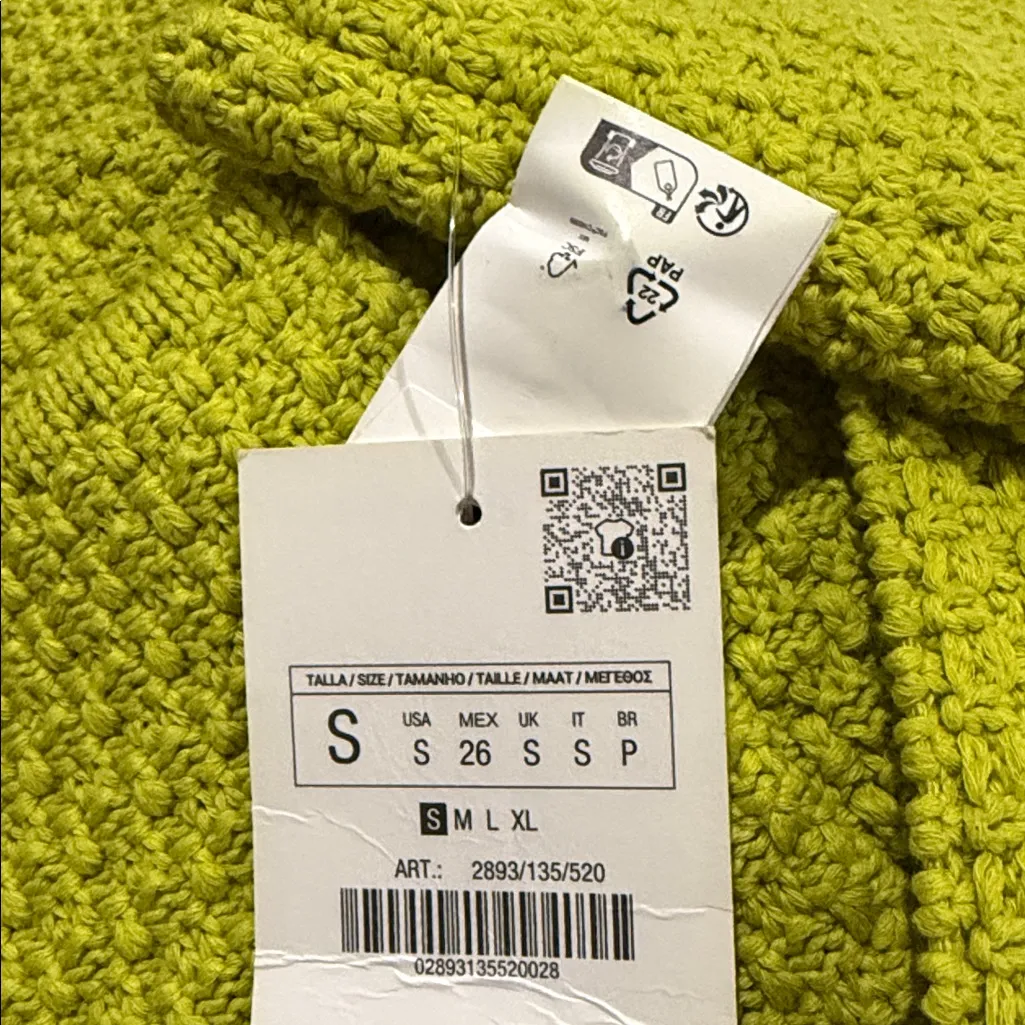 FR
22
PAP
TALLA / SIZE / TAMANHO / TAILLE / MAAT / ΜΕΓΕΘΟΣ
S
USA MEX UK IT BR
S 26 S S P
S M L XL
ART.: 2893/135/520
02893135520028